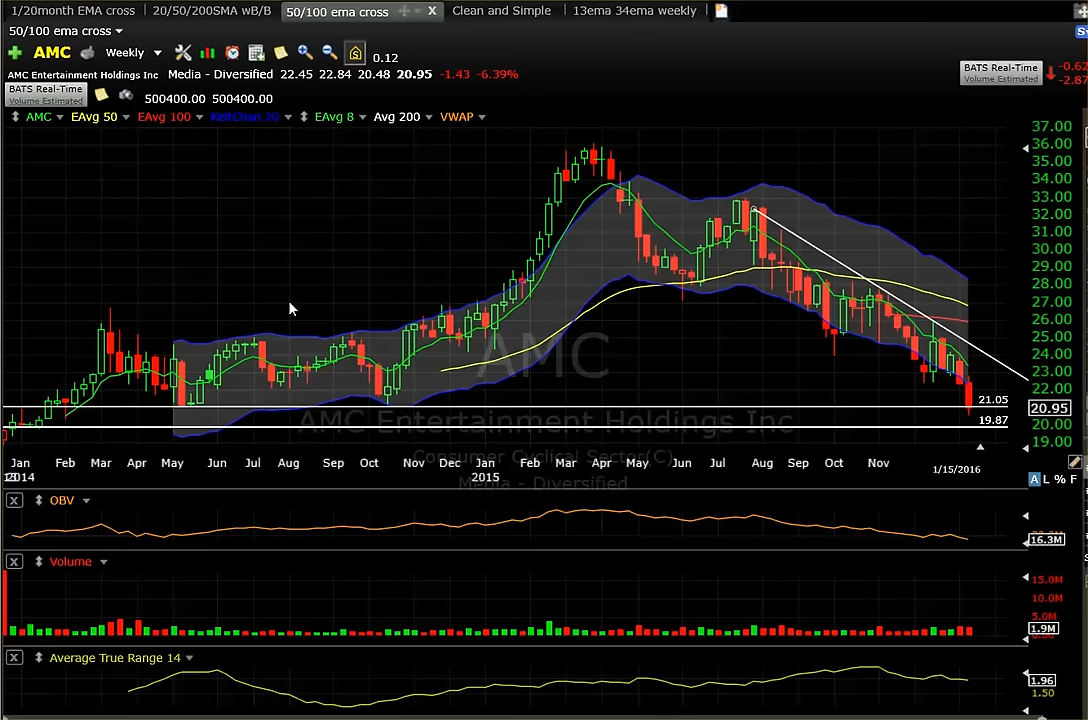 1/20month EMA cross 20/50/200SMA wB/B 50/100 ema cross X Clean and Simple 13ema 34ema weekly
50/100 ema cross
AMC Weekly 0.12
AMC Entertainment Holdings Inc Media - Diversified 22.45 22.84 20.48 20.95 -1.43 -6.39%
BATS Real-Time
Volume Estimated
500400.00 500400.00
BATS Real-Time
Volume Estimated
-0.62
-2.87
AMC EAvg 50 EAvg 100 KeltChan 20 EAvg 8 Avg 200 VWAP
37.00
36.00
35.00
34.00
33.00
32.00
31.00
30.00
29.00
28.00
27.00
26.00
25.00
24.00
23.00
22.00
21.05
20.95
20.00
19.87
19.00
AMC
AMC Entertainment Holdings Inc
Consumer Cyclical Sector(C)
Media - Diversified
Jan Feb Mar Apr May Jun Jul Aug Sep Oct Nov Dec Jan Feb Mar Apr May Jun Jul Aug Sep Oct Nov
2014 2015 1/15/2016
A L % F
X OBV
16.3M
X Volume
15.0M
10.0M
5.0M
1.9M
X Average True Range 14
1.96
1.50